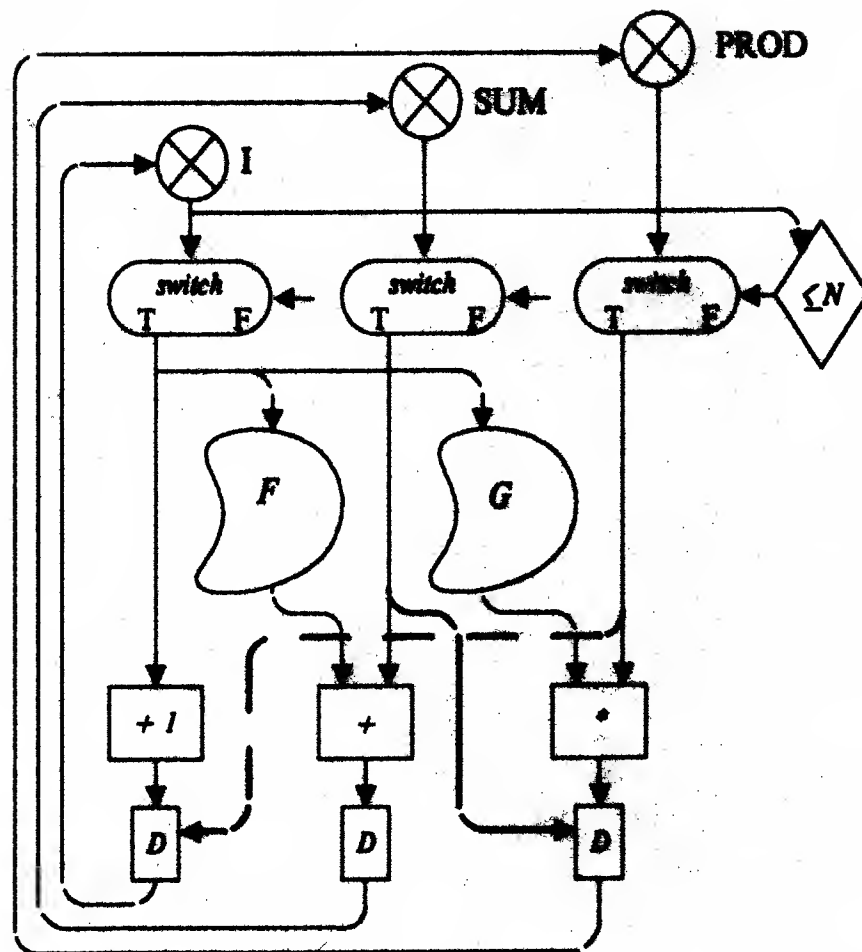 PROD
SUM
I
switch switch switch
T F T F T F
≤N
F G
+ 1 + *
D D D